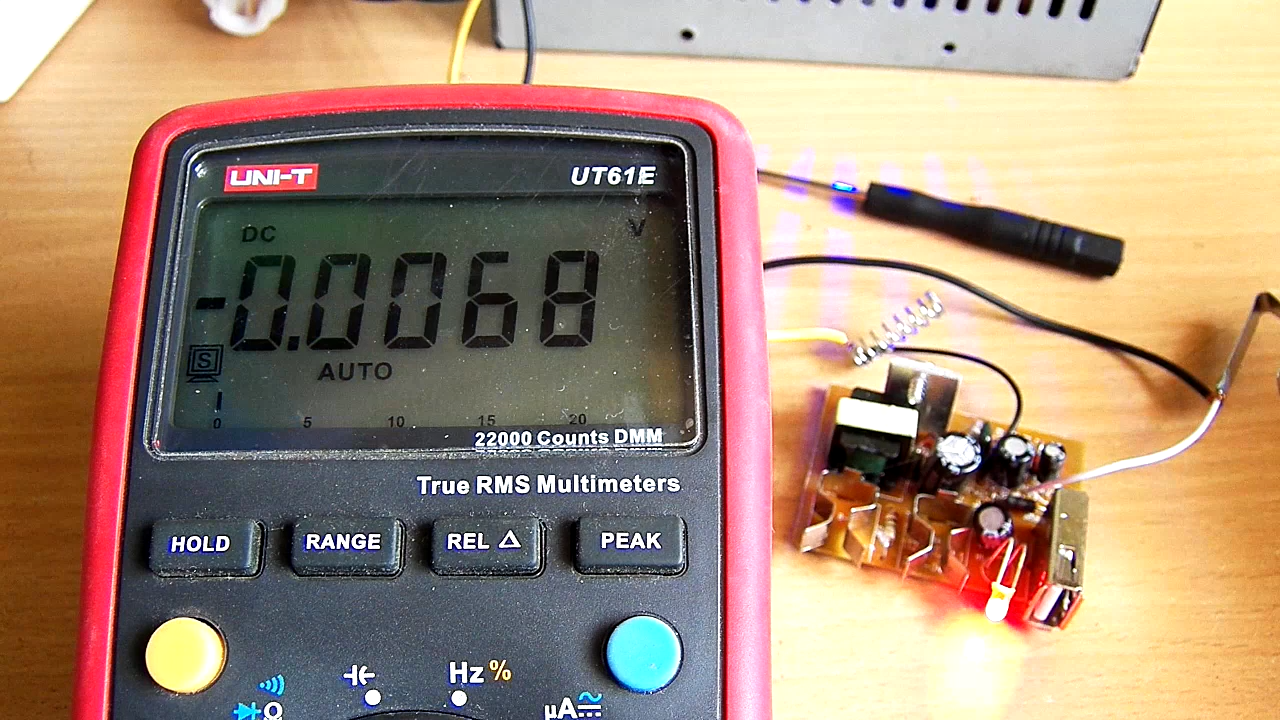 UNI-T UT61E
DC V
-0.0068
S
AUTO
0 5 10 15 20
22000 Counts DMM
True RMS Multimeters
HOLD RANGE REL Δ PEAK
Hz %
Ω µA